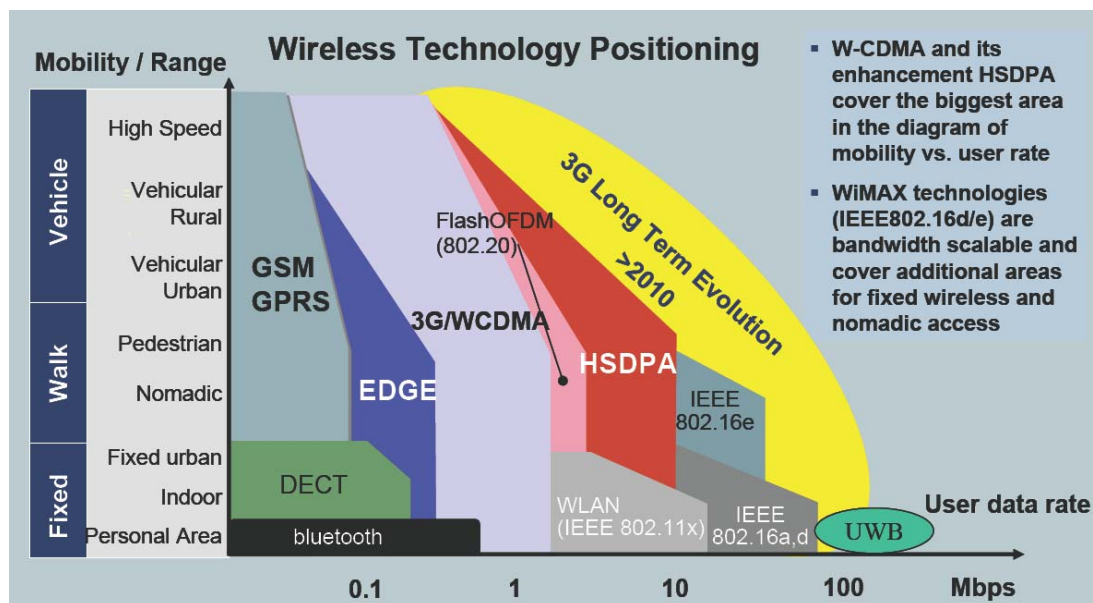 Wireless Technology Positioning
Mobility / Range
Vehicle
High Speed
Vehicular
Rural
Vehicular
Urban
Walk
Pedestrian
Nomadic
Fixed
Fixed urban
Indoor
Personal Area
GSM
GPRS
EDGE
3G/WCDMA
FlashOFDM
(802.20)
HSDPA
3G Long Term Evolution
>2010
IEEE
802.16e
DECT
bluetooth
WLAN
(IEEE 802.11x)
IEEE
802.16a,d
UWB
User data rate
0.1
1
10
100
Mbps
▪ W-CDMA and its
enhancement HSDPA
cover the biggest area
in the diagram of
mobility vs. user rate
▪ WiMAX technologies
(IEEE802.16d/e) are
bandwidth scalable and
cover additional areas
for fixed wireless and
nomadic access